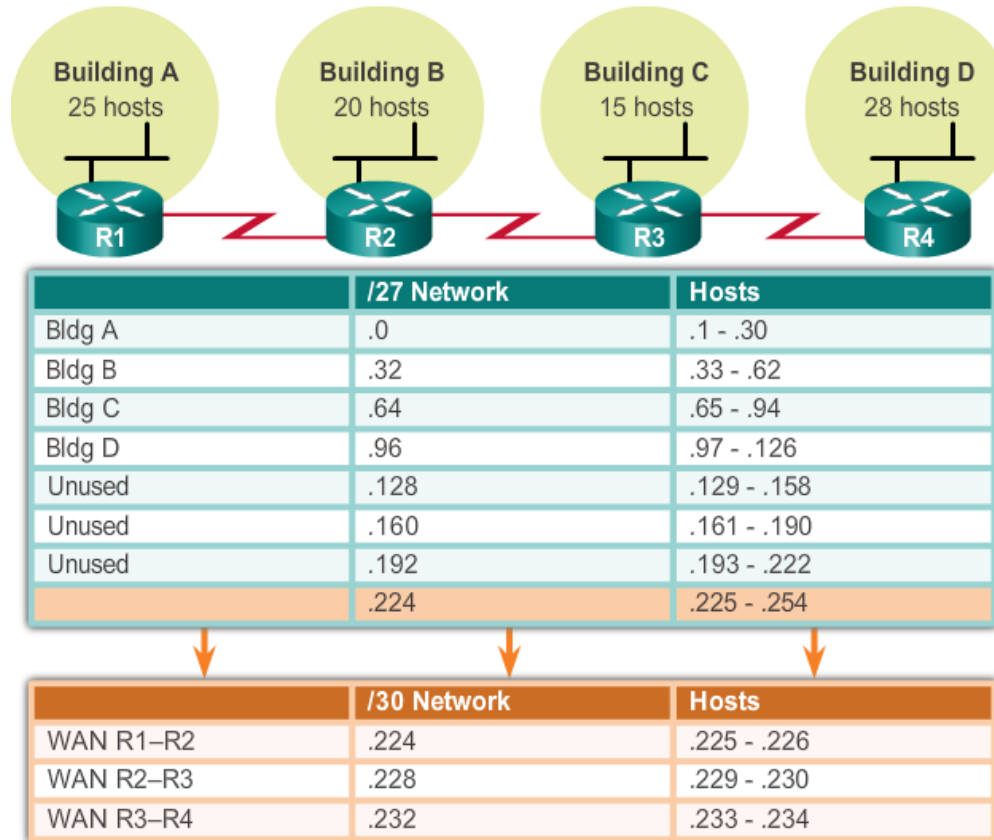 Building A Building B Building C Building D
25 hosts 20 hosts 15 hosts 28 hosts
R1 R2 R3 R4
/27 Network Hosts
Bldg A .0 .1 - .30
Bldg B .32 .33 - .62
Bldg C .64 .65 - .94
Bldg D .96 .97 - .126
Unused .128 .129 - .158
Unused .160 .161 - .190
Unused .192 .193 - .222
.224 .225 - .254
/30 Network Hosts
WAN R1–R2 .224 .225 - .226
WAN R2–R3 .228 .229 - .230
WAN R3–R4 .232 .233 - .234